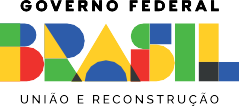 GOVERNO FEDERAL
BRASIL
UNIÃO E RECONSTRUÇÃO